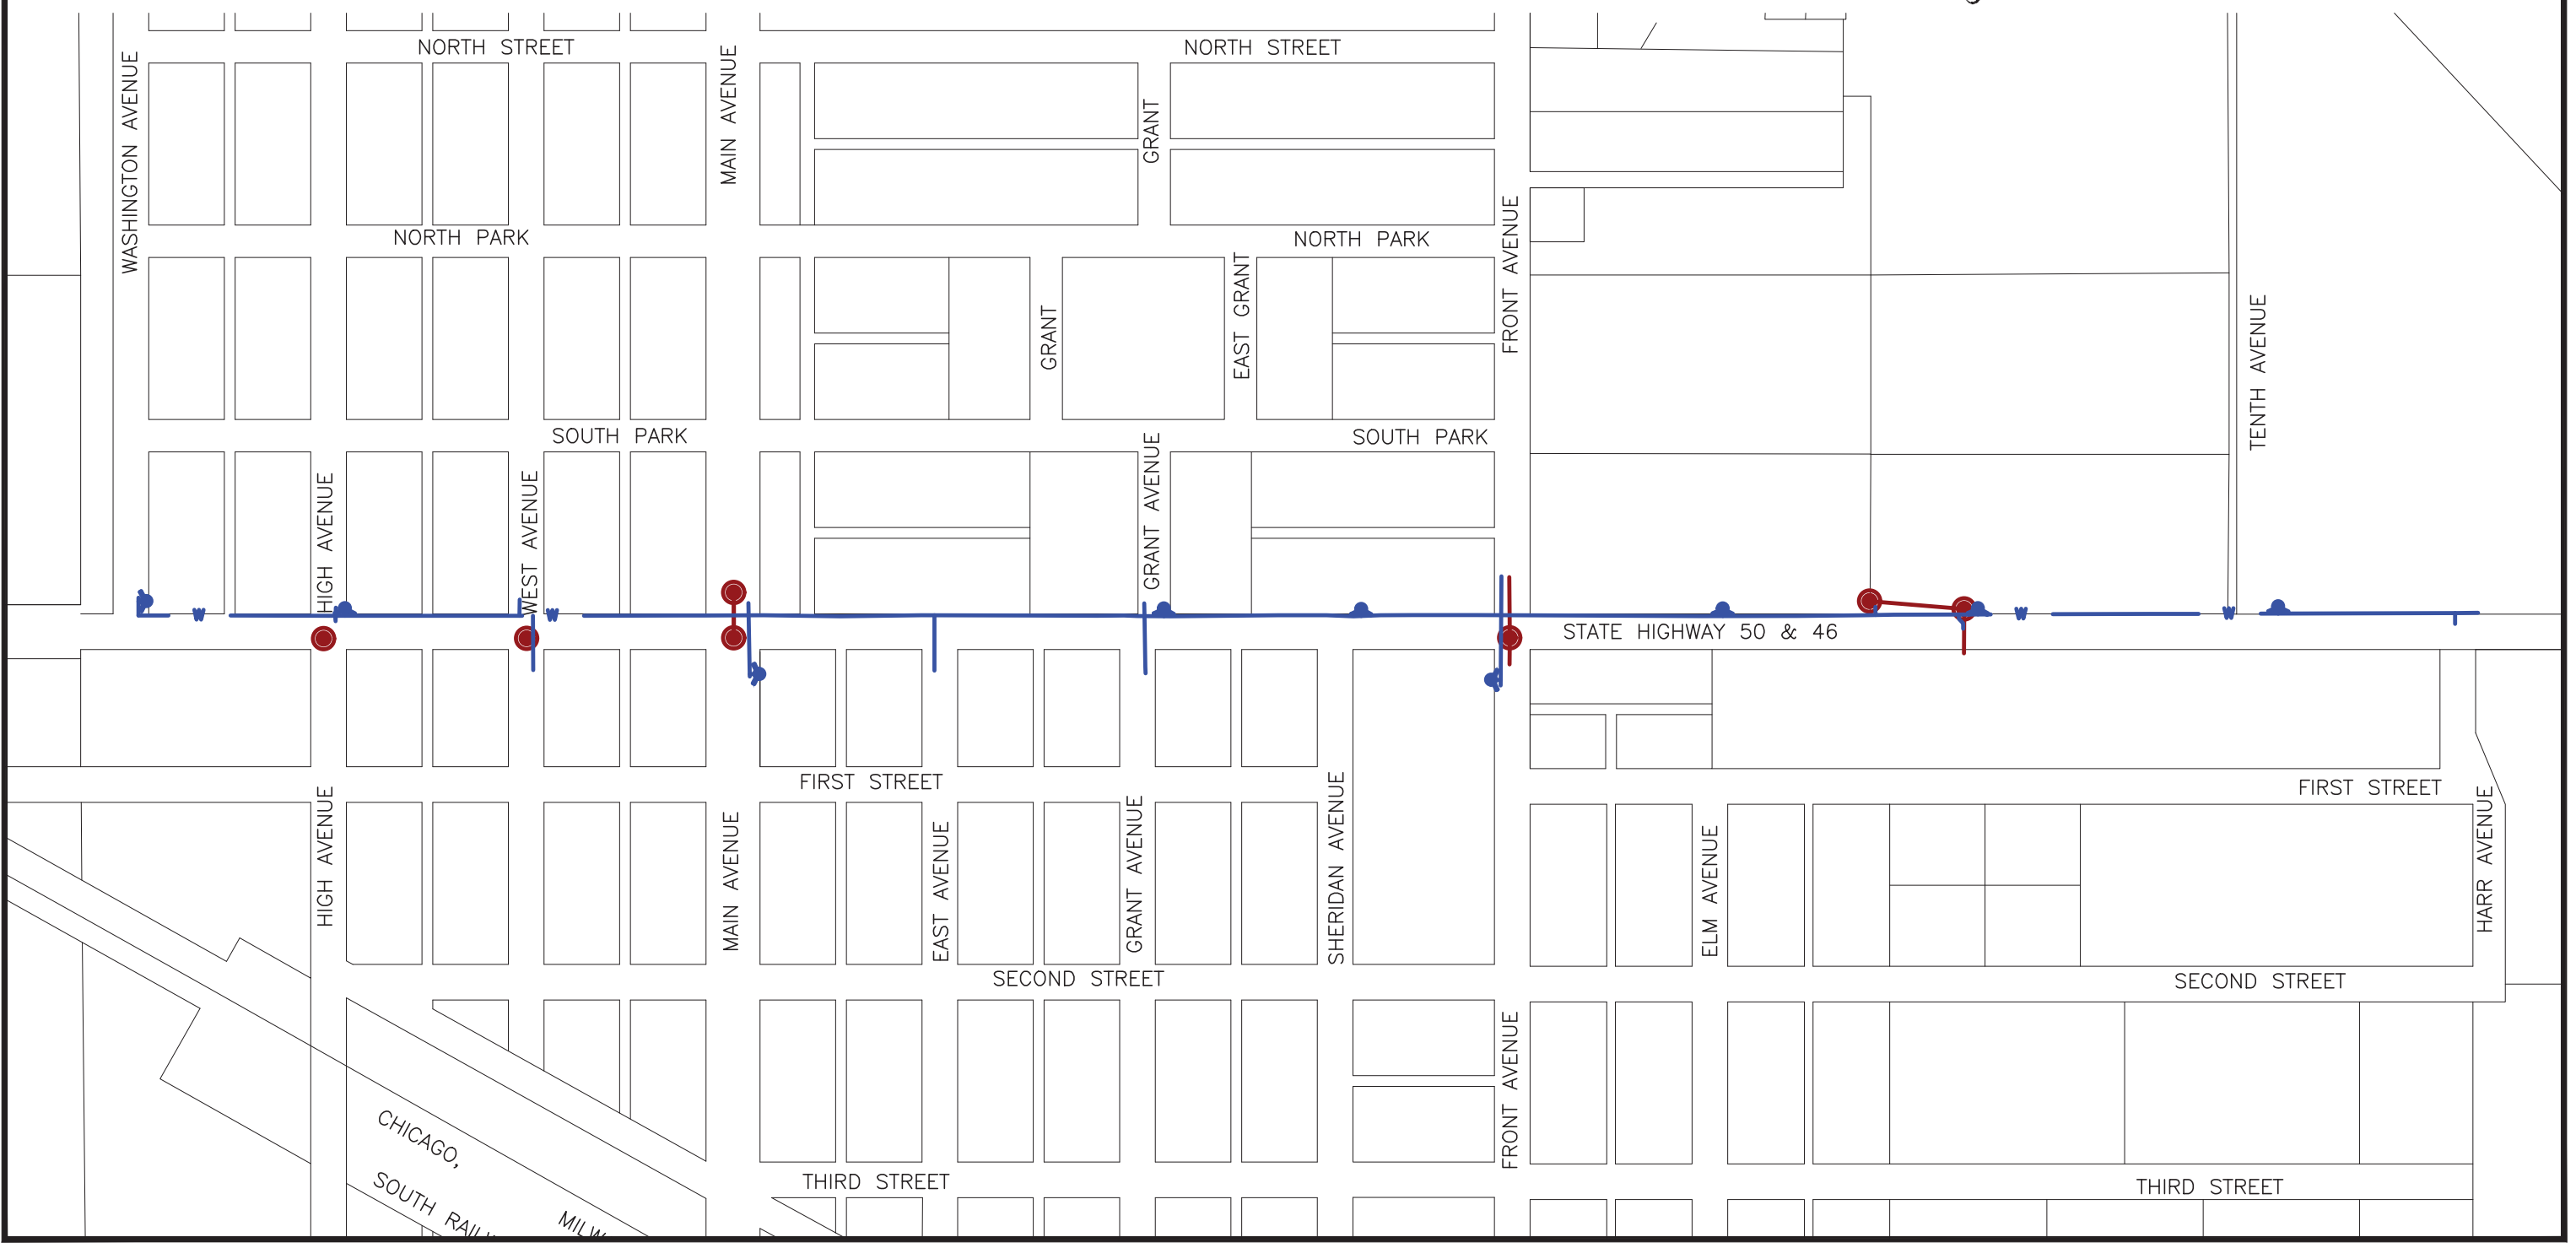 NORTH STREET
NORTH STREET
WASHINGTON AVENUE
MAIN AVENUE
GRANT
NORTH PARK
NORTH PARK
FRONT AVENUE
EAST GRANT
GRANT
TENTH AVENUE
SOUTH PARK
SOUTH PARK
HIGH AVENUE
WEST AVENUE
GRANT AVENUE
W
W
W
W
STATE HIGHWAY 50 & 46
FIRST STREET
FIRST STREET
HIGH AVENUE
MAIN AVENUE
EAST AVENUE
GRANT AVENUE
SHERIDAN AVENUE
ELM AVENUE
HARR AVENUE
SECOND STREET
SECOND STREET
FRONT AVENUE
CHICAGO,
THIRD STREET
THIRD STREET
SOUTH